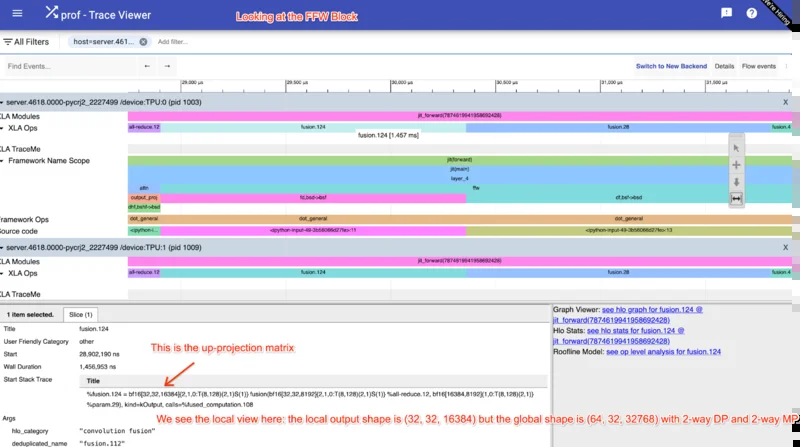 prof - Trace Viewer
Looking at the FFW Block
We're Hiring
All Filters
host=server.461...
Add filter...
Find Events...
Switch to New Backend
Details
Flow events
29,000 µs
29,500 µs
30,000 µs
30,500 µs
31,000 µs
31,500 µs
server.4618.0000-pycrj2_2227499 /device:TPU:0 (pid 1003)
X
XLA Modules
jit_forward(7874619941958692428)
XLA Ops
all-reduce.12
fusion.124
fusion.28
fusion.4
fusion.124 [1.457 ms]
XLA TraceMe
Framework Name Scope
jit(forward)
jit(main)
layer_4
attn
ffw
out(out_proj)
fd,bsd->bsf
df,bsf->bsd
Framework Ops
dot_general
dot_general
dot_general
Source code
<ipython-i...
<ipython-input-49-3b58086d27fe>:11
<ipython-input-49-3b58086d27fe>:13
server.4618.0000-pycrj2_2227499 /device:TPU:1 (pid 1009)
X
XLA Modules
jit_forward(7874619941958692428)
XLA Ops
all-reduce.12
fusion.124
fusion.28
fusion.4
XLA TraceMe
1 item selected.
Slice (1)
Title
fusion.124
User Friendly Category
other
Start
28,902,190 ns
Wall Duration
1,456,953 ns
Start Stack Trace
Title
%fusion.124 = bf16[32,32,16384]{2,1,0:T(8,128)(2,1)S(1)} fusion(bf16[32,32,8192]{2,1,0:T(8,128)(2,1)S(1)} %all-reduce.12, bf16[16384,8192]{1,0:T(8,128)(2,1)}
%param.29), kind=kOutput, calls=%fused_computation.108
This is the up-projection matrix
Args
We see the local view here: the local output shape is (32, 32, 16384) but the global shape is (64, 32, 32768) with 2-way DP and 2-way MP
hlo_category
"convolution fusion"
deduplicated_name
"fusion.112"
Graph Viewer: see hlo graph for fusion.124 @
jit_forward(7874619941958692428)
Hlo Stats: see hlo stats for fusion.124 @
jit_forward(7874619941958692428)
Roofline Model: see op level analysis for fusion.124